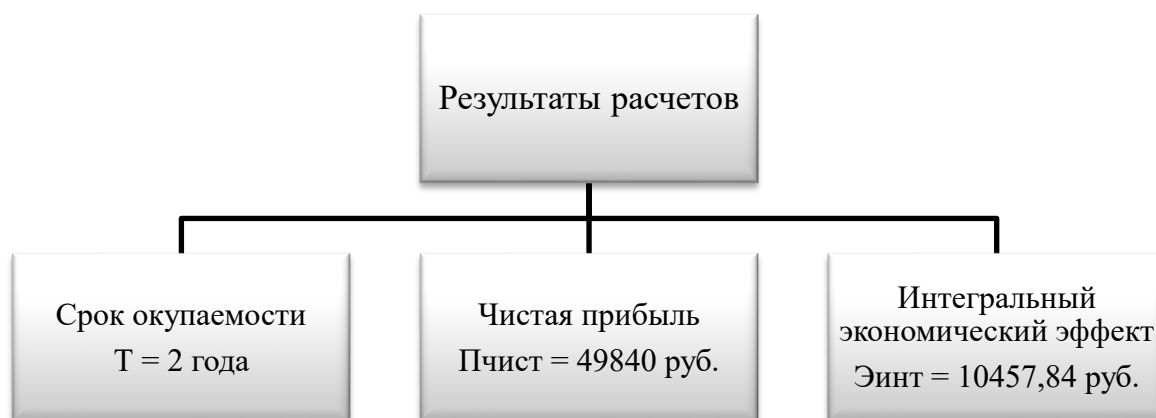 Результаты расчетов
Срок окупаемости
Т = 2 года
Чистая прибыль
Пчист = 49840 руб.
Интегральный
экономический эффект
Эинт = 10457,84 руб.